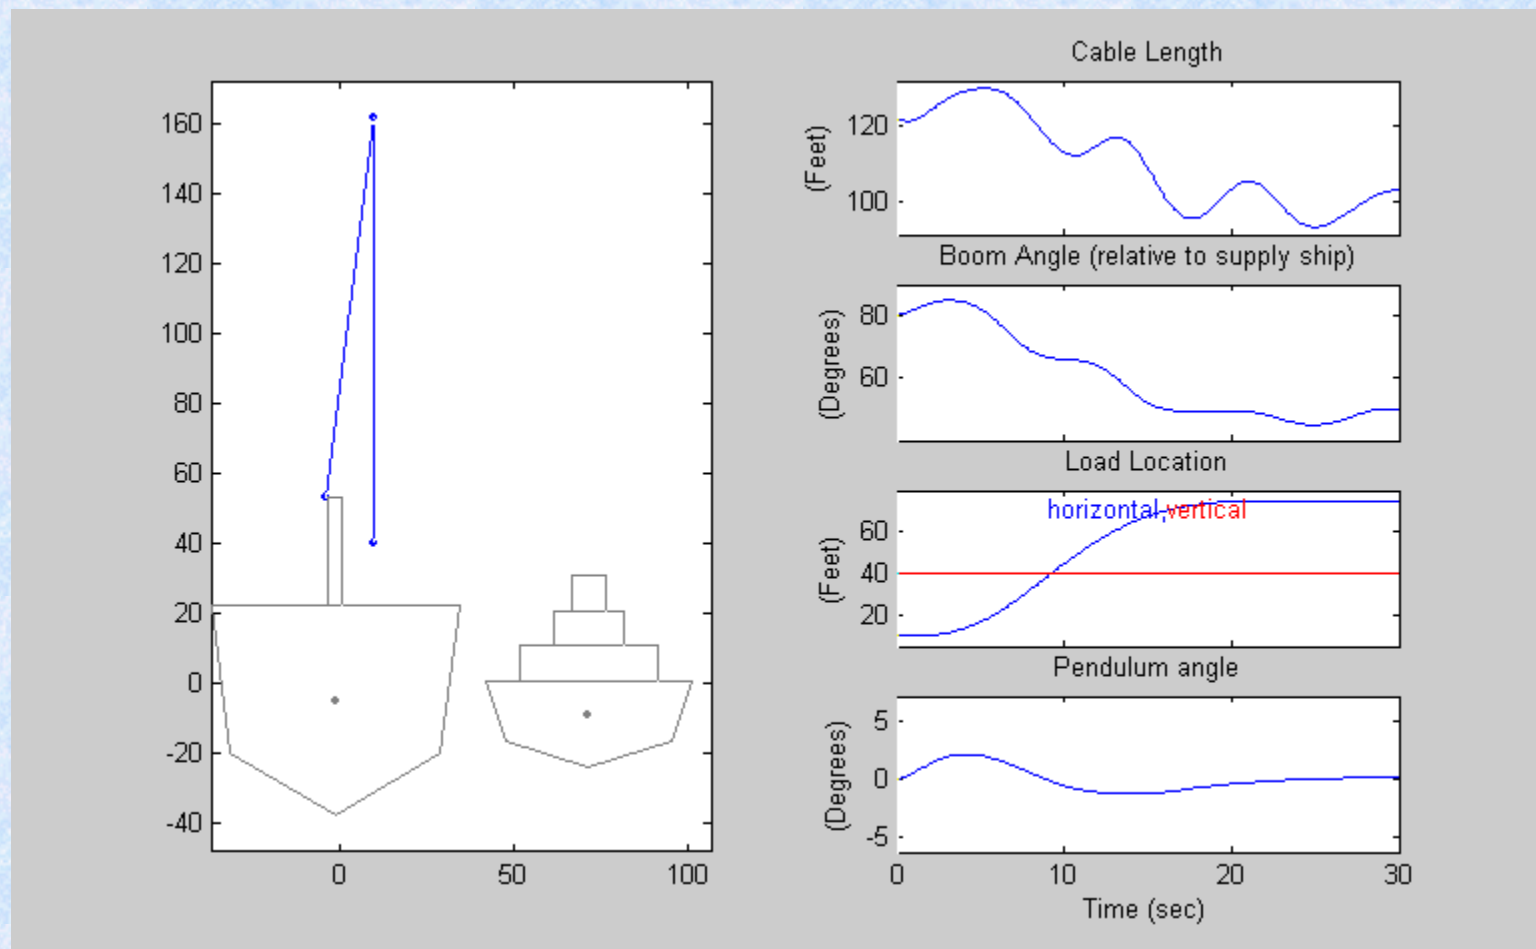 160
140
120
100
80
60
40
20
0
-20
-40
0 50 100
Cable Length
(Feet)
120
100
Boom Angle (relative to supply ship)
(Degrees)
80
60
Load Location
(Feet)
horizontal,vertical
60
40
20
Pendulum angle
(Degrees)
5
0
-5
0 10 20 30
Time (sec)